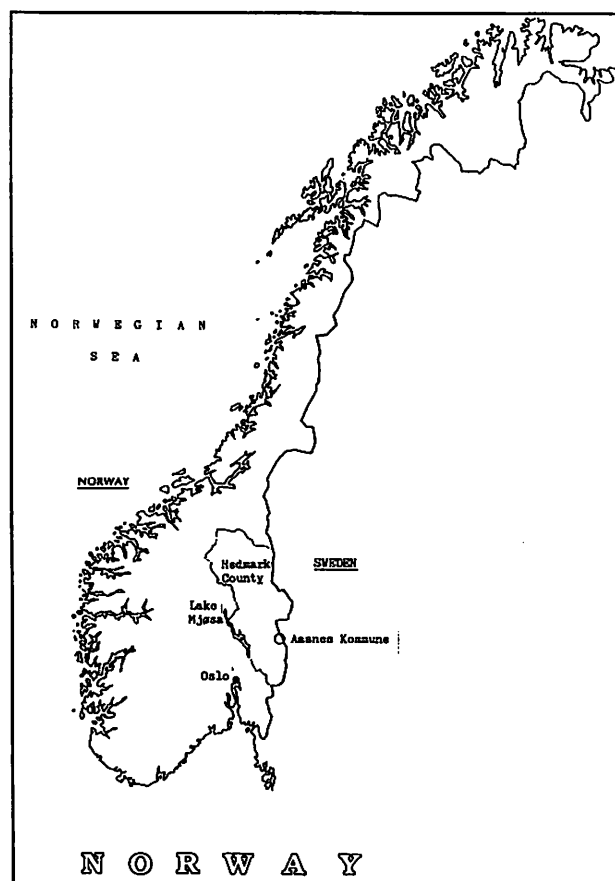 N O R W E G I A N
S E A
NORWAY
Hedmark
County
SWEDEN
Lake
Mjøsa
Aasnes Kommune
Oslo
N O R W A Y